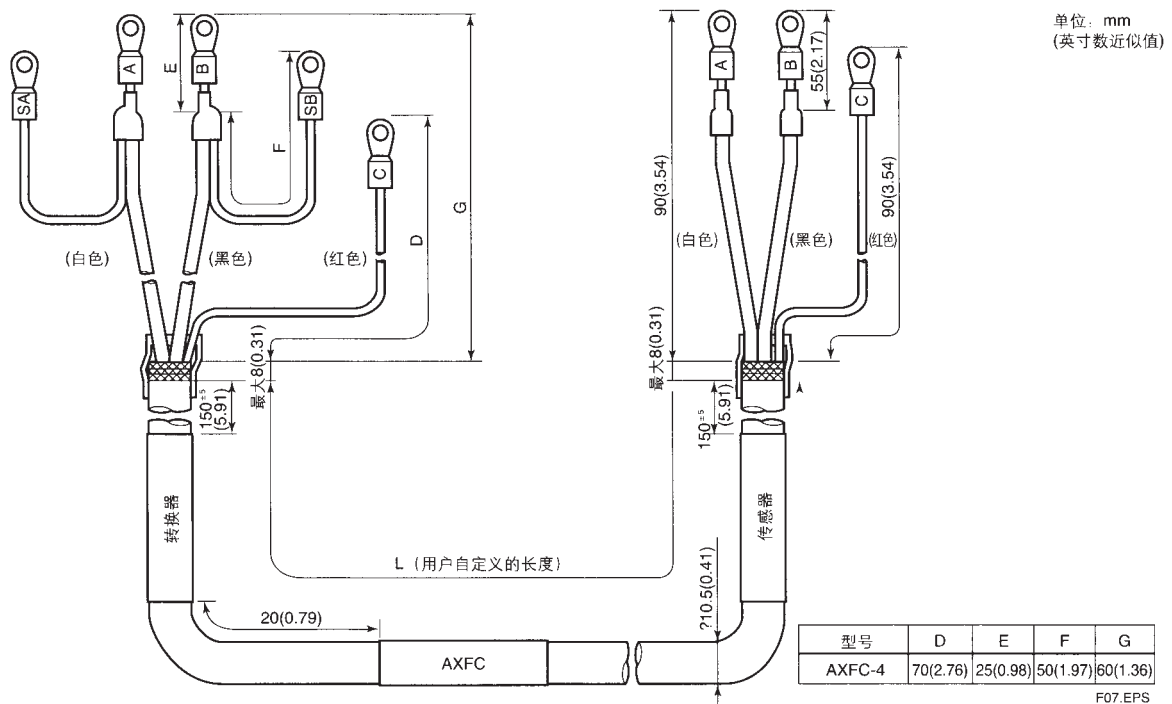 单位: mm
(英寸数近似值)
A
B
E
SA
SB
F
C
G
D
(白色)
(黑色)
(红色)
最大8(0.31)
150±5
(5.91)
转换器
A
B
55(2.17)
C
90(3.54)
90(3.54)
(白色)
(黑色)
(红色)
最大8(0.31)
150±5
(5.91)
传感器
L (用户自定义的长度)
20(0.79)
?10.5(0.41)
AXFC
型号 D E F G
AXFC-4 70(2.76) 25(0.98) 50(1.97) 60(1.36)
F07.EPS